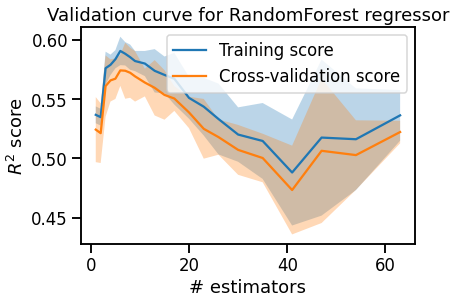 Validation curve for RandomForest regressor
Training score
Cross-validation score
R² score
0.60
0.55
0.50
0.45
0
20
40
60
# estimators